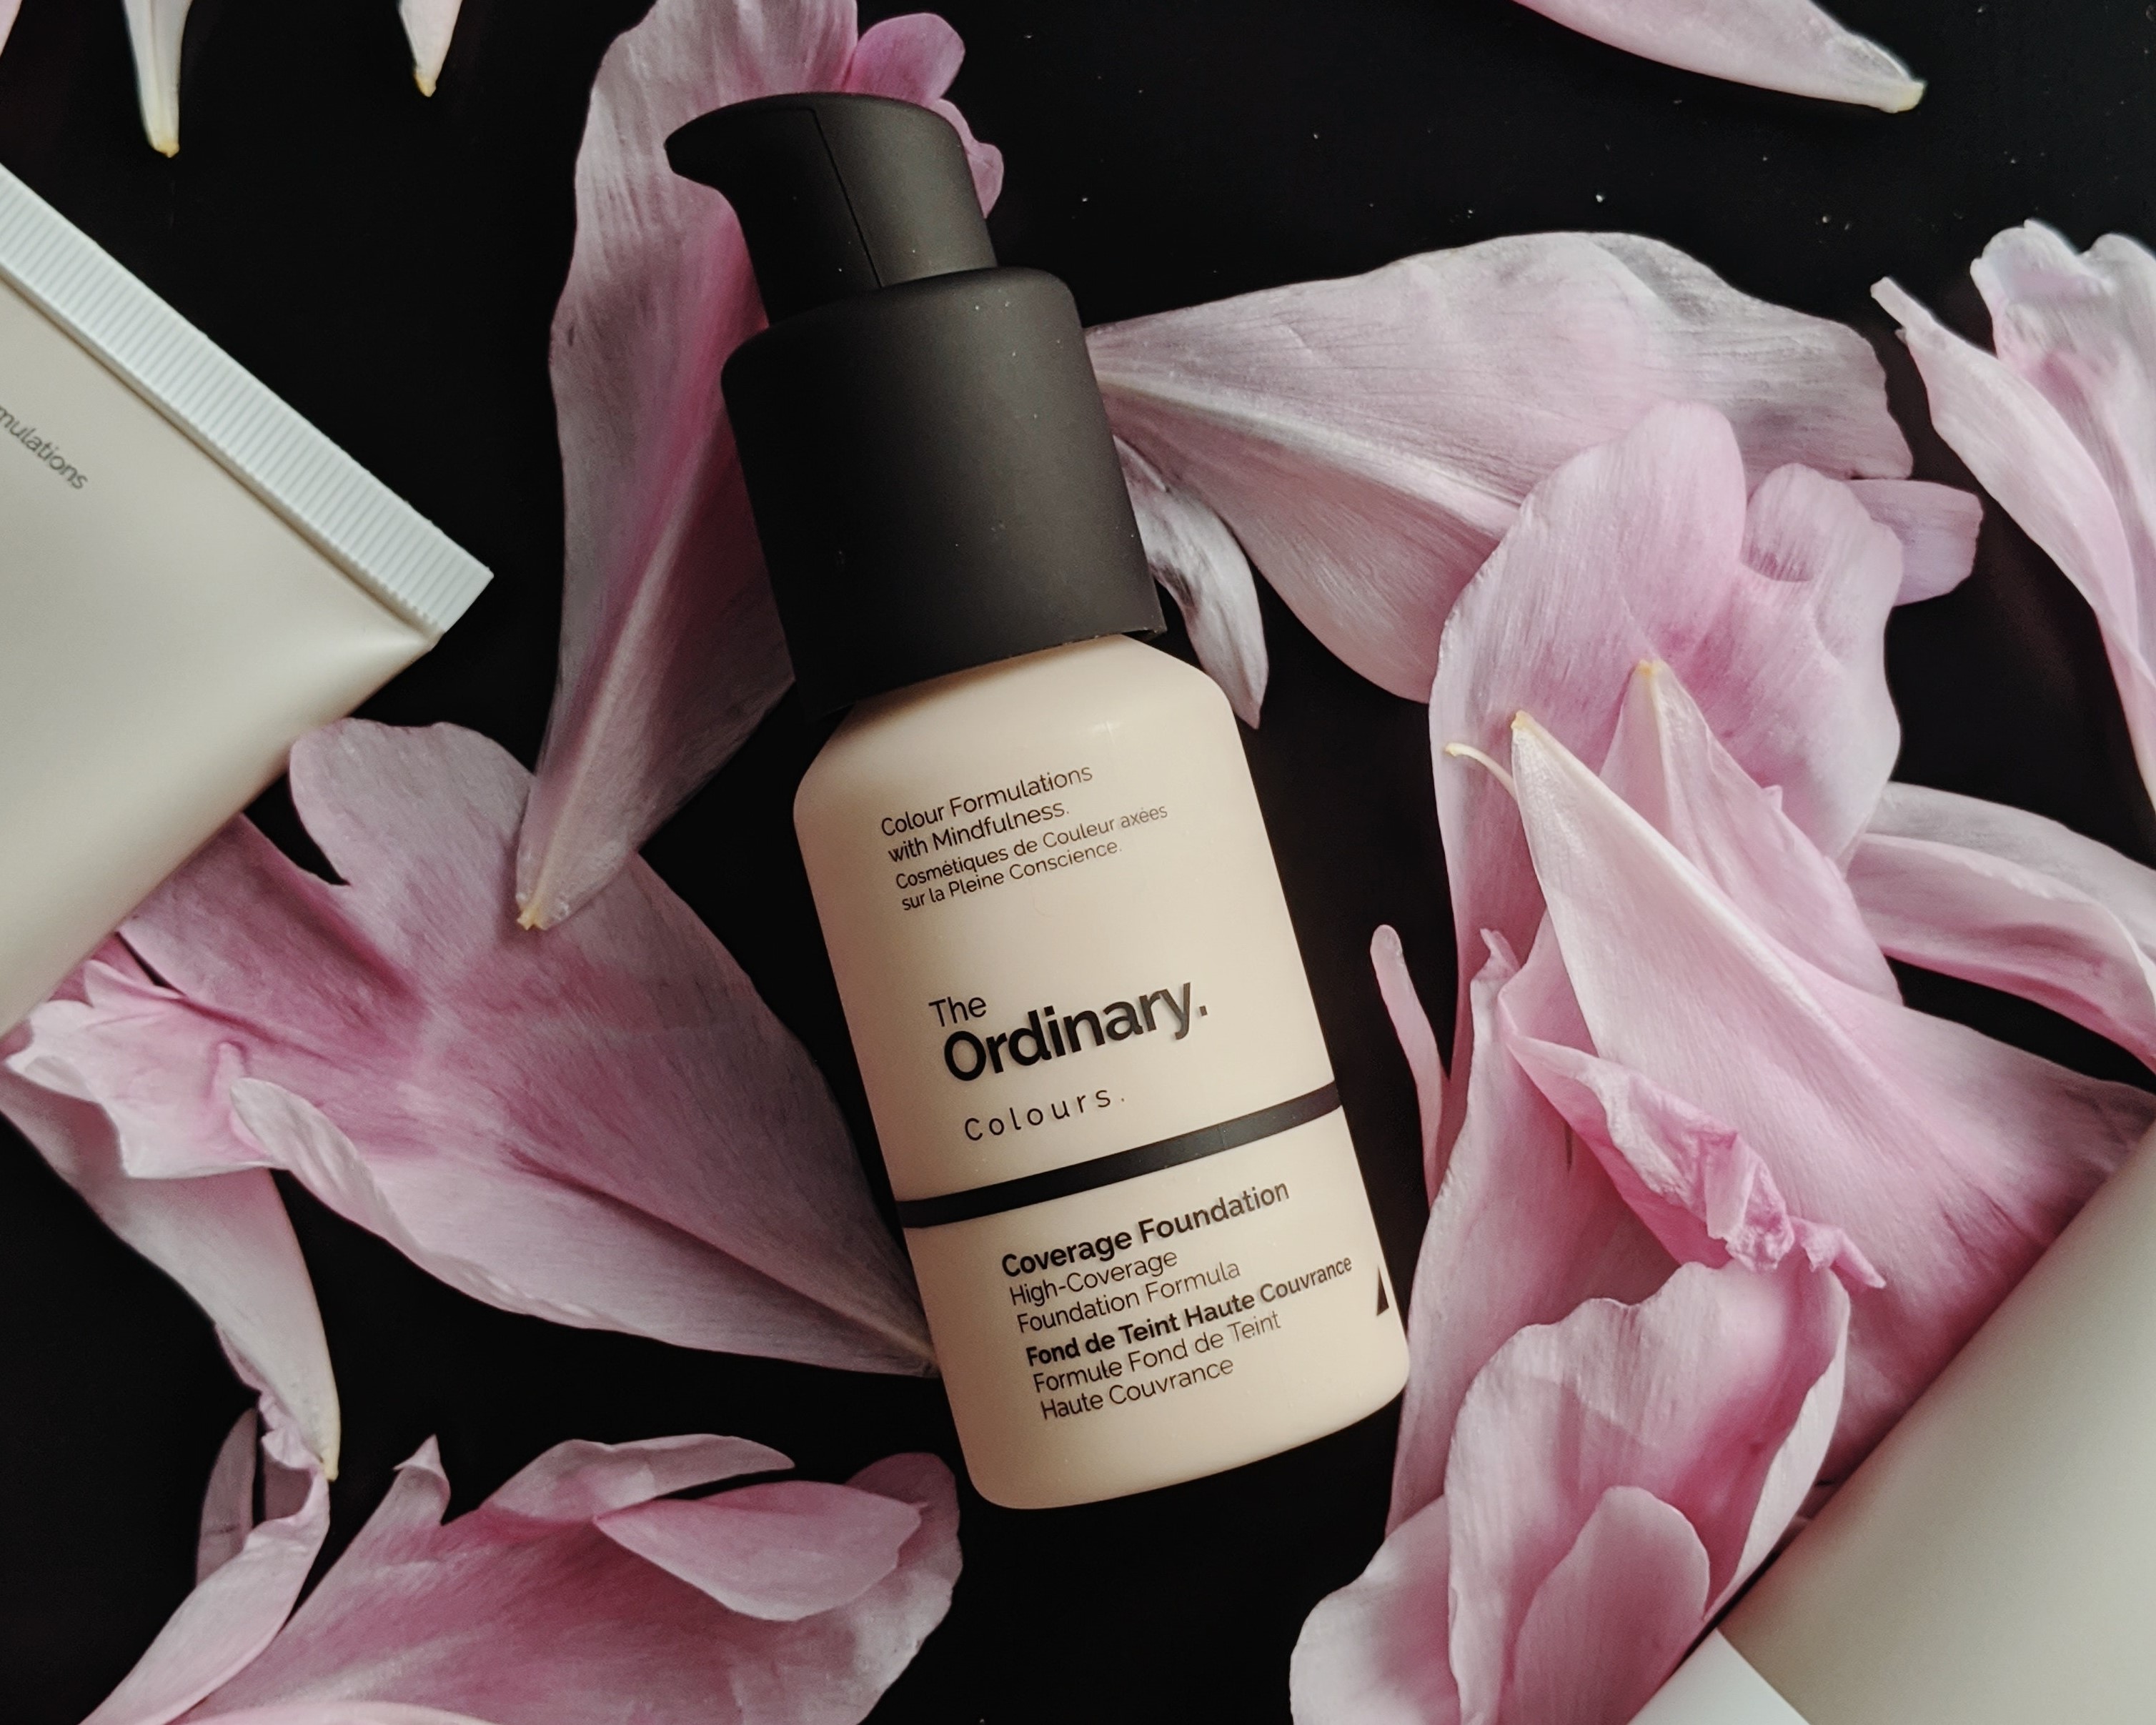 mulations
Colour Formulations
with Mindfulness.
Cosmétiques de Couleur axées
sur la Pleine Conscience.
The
Ordinary.
Colours.
Coverage Foundation
High-Coverage
Foundation Formula
Fond de Teint Haute Couvrance
Formule Fond de Teint
Haute Couvrance